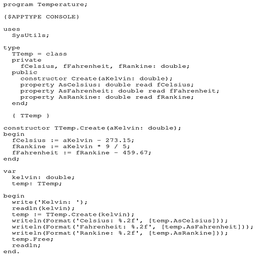 program Temperature;
{$APPTYPE CONSOLE}
uses
SysUtils;
type
TTemp = class
private
fCelsius, fFahrenheit, fRankine: double;
public
constructor Create(aKelvin: double);
property AsCelsius: double read fCelsius;
property AsFahrenheit: double read fFahrenheit;
property AsRankine: double read fRankine;
end;
{ TTemp }
constructor TTemp.Create(aKelvin: double);
begin
fCelsius := aKelvin - 273.15;
fRankine := aKelvin * 9 / 5;
fFahrenheit := fRankine - 459.67;
end;
var
kelvin: double;
temp: TTemp;
begin
write('Kelvin: ');
readln(kelvin);
temp := TTemp.Create(kelvin);
writeln(Format('Celsius: %.2f', [temp.AsCelsius]));
writeln(Format('Fahrenheit: %.2f', [temp.AsFahrenheit]));
writeln(Format('Rankine: %.2f', [temp.AsRankine]));
temp.Free;
readln;
end.